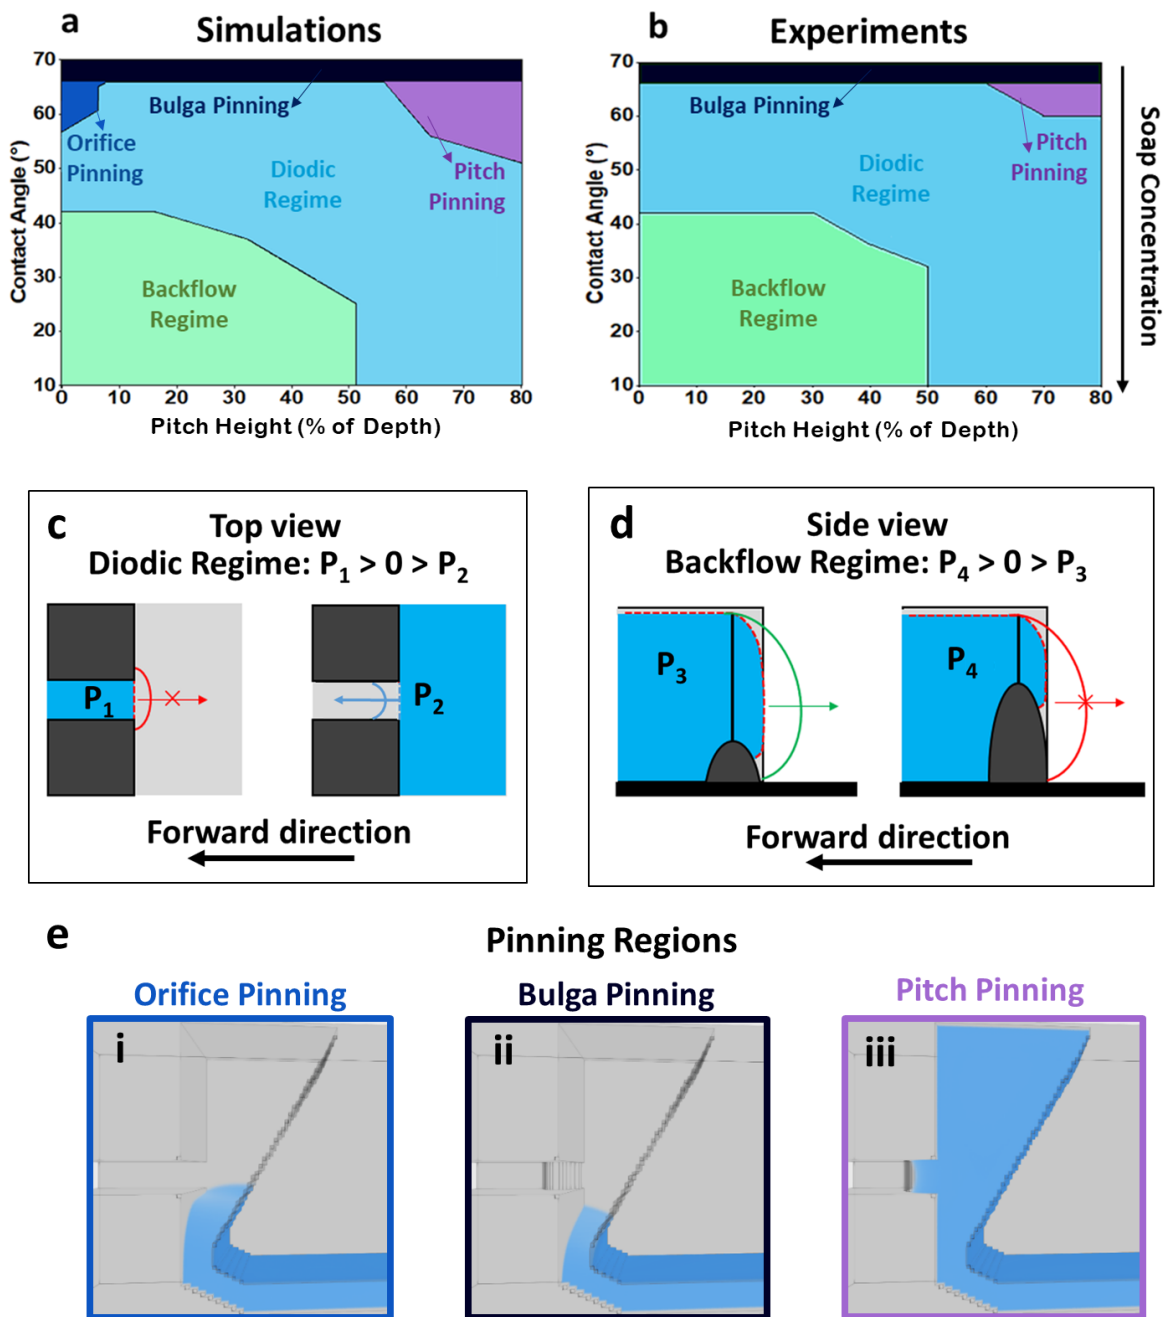 a
Simulations
70
60
50
40
30
20
10
0
10
20
30
40
50
60
70
80
Contact Angle (°)
Pitch Height (% of Depth)
Bulga Pinning
Orifice
Pinning
Diodic
Regime
Pitch
Pinning
Backflow
Regime
b
Experiments
70
60
50
40
30
20
10
0
10
20
30
40
50
60
70
80
Contact Angle (°)
Pitch Height (% of Depth)
Bulga Pinning
Diodic
Regime
Pitch
Pinning
Backflow
Regime
Soap Concentration
c
Top view
Diodic Regime: P1 > 0 > P2
P1
P2
Forward direction
d
Side view
Backflow Regime: P4 > 0 > P3
P3
P4
Forward direction
e
Pinning Regions
Orifice Pinning
Bulga Pinning
Pitch Pinning
i
ii
iii